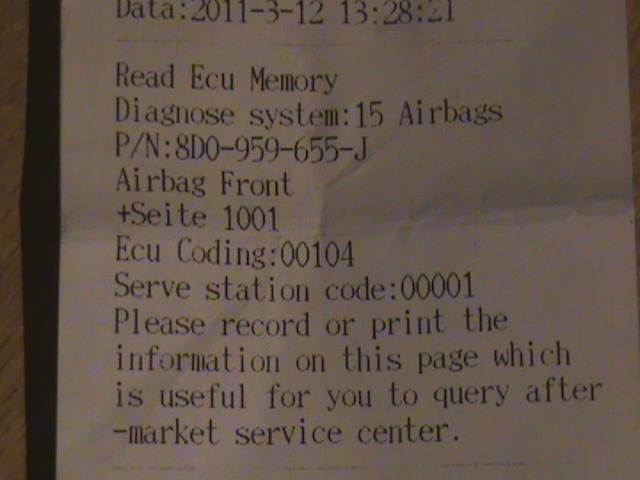 Data:2011-3-12 13:28:21
Read Ecu Memory
Diagnose system:15 Airbags
P/N:8D0-959-655-J
Airbag Front
+Seite 1001
Ecu Coding:00104
Serve station code:00001
Please record or print the
information on this page which
is useful for you to query after
-market service center.